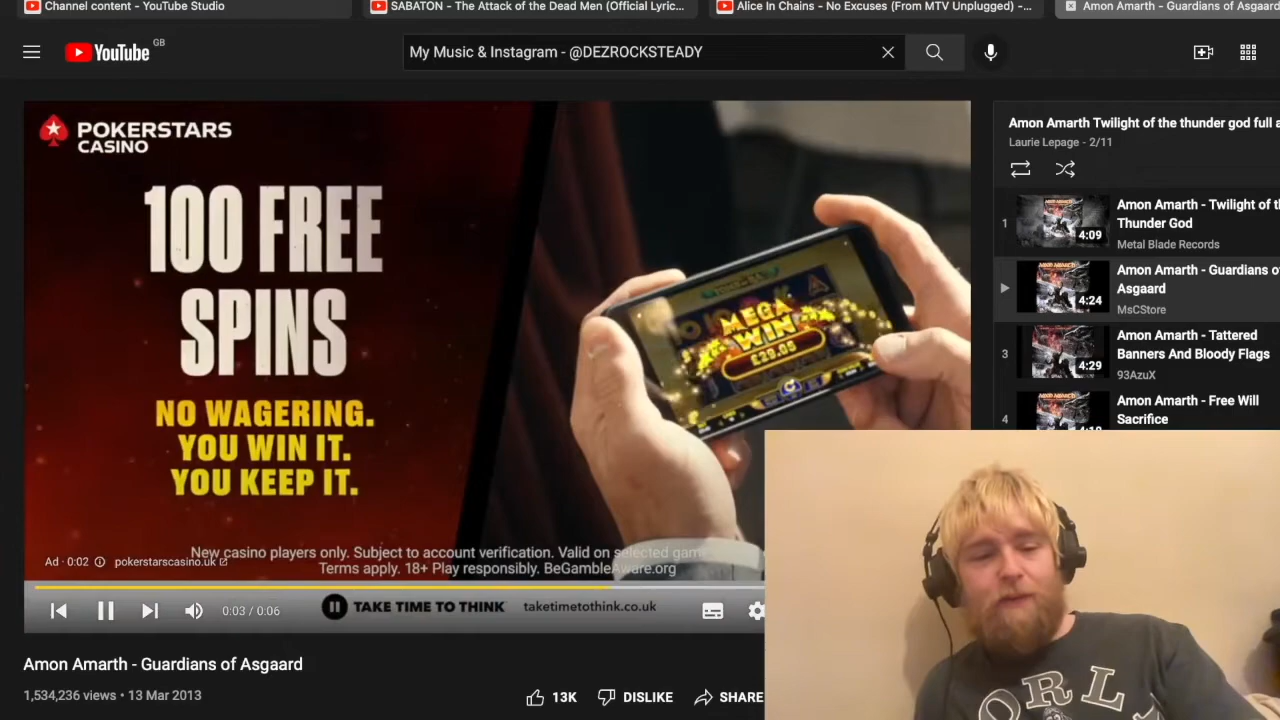 Channel content - YouTube Studio
SABATON - The Attack of the Dead Men (Official Lyric...
Alice In Chains - No Excuses (From MTV Unplugged) -...
Amon Amarth - Guardians of Asgaard
YouTube GB
My Music & Instagram - @DEZROCKSTEADY
POKERSTARS
CASINO
100 FREE
SPINS
NO WAGERING.
YOU WIN IT.
YOU KEEP IT.
MEGA
WIN
£29.05
New casino players only. Subject to account verification. Valid on selected
Terms apply. 18+ Play responsibly. BeGambleAware.org
Ad · 0:02
pokerstarscasino.uk
0:03 / 0:06
TAKE TIME TO THINK
taketimetothink.co.uk
Amon Amarth - Guardians of Asgaard
1,534,236 views • 13 Mar 2013
13K
DISLIKE
SHARE
Amon Amarth Twilight of the thunder god full
Laurie Lepage - 2/11
1
4:09
Amon Amarth - Twilight of
Thunder God
Metal Blade Records
4:24
Amon Amarth - Guardians
Asgaard
MsCStore
3
4:29
Amon Amarth - Tattered
Banners And Bloody Flags
93AzuX
4
Amon Amarth - Free Will
Sacrifice
ORL